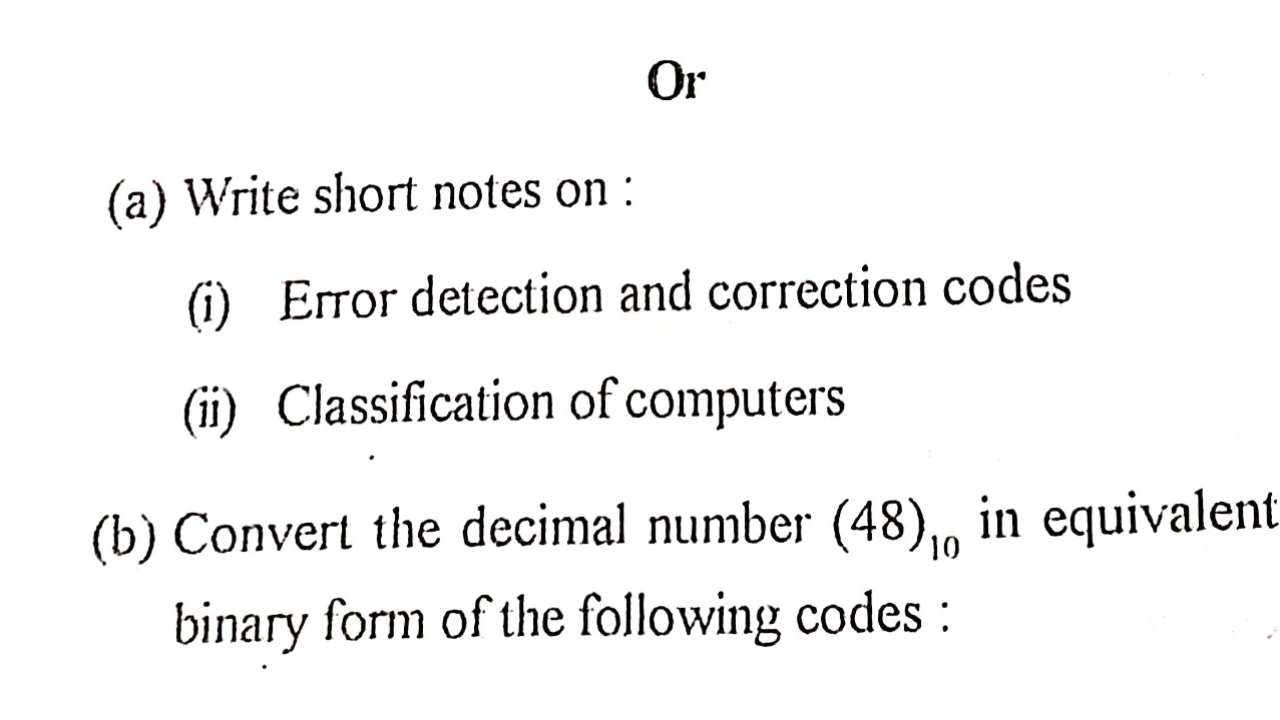 Or
(a) Write short notes on :
(i) Error detection and correction codes
(ii) Classification of computers
(b) Convert the decimal number (48)₁₀ in equivalent
binary form of the following codes :